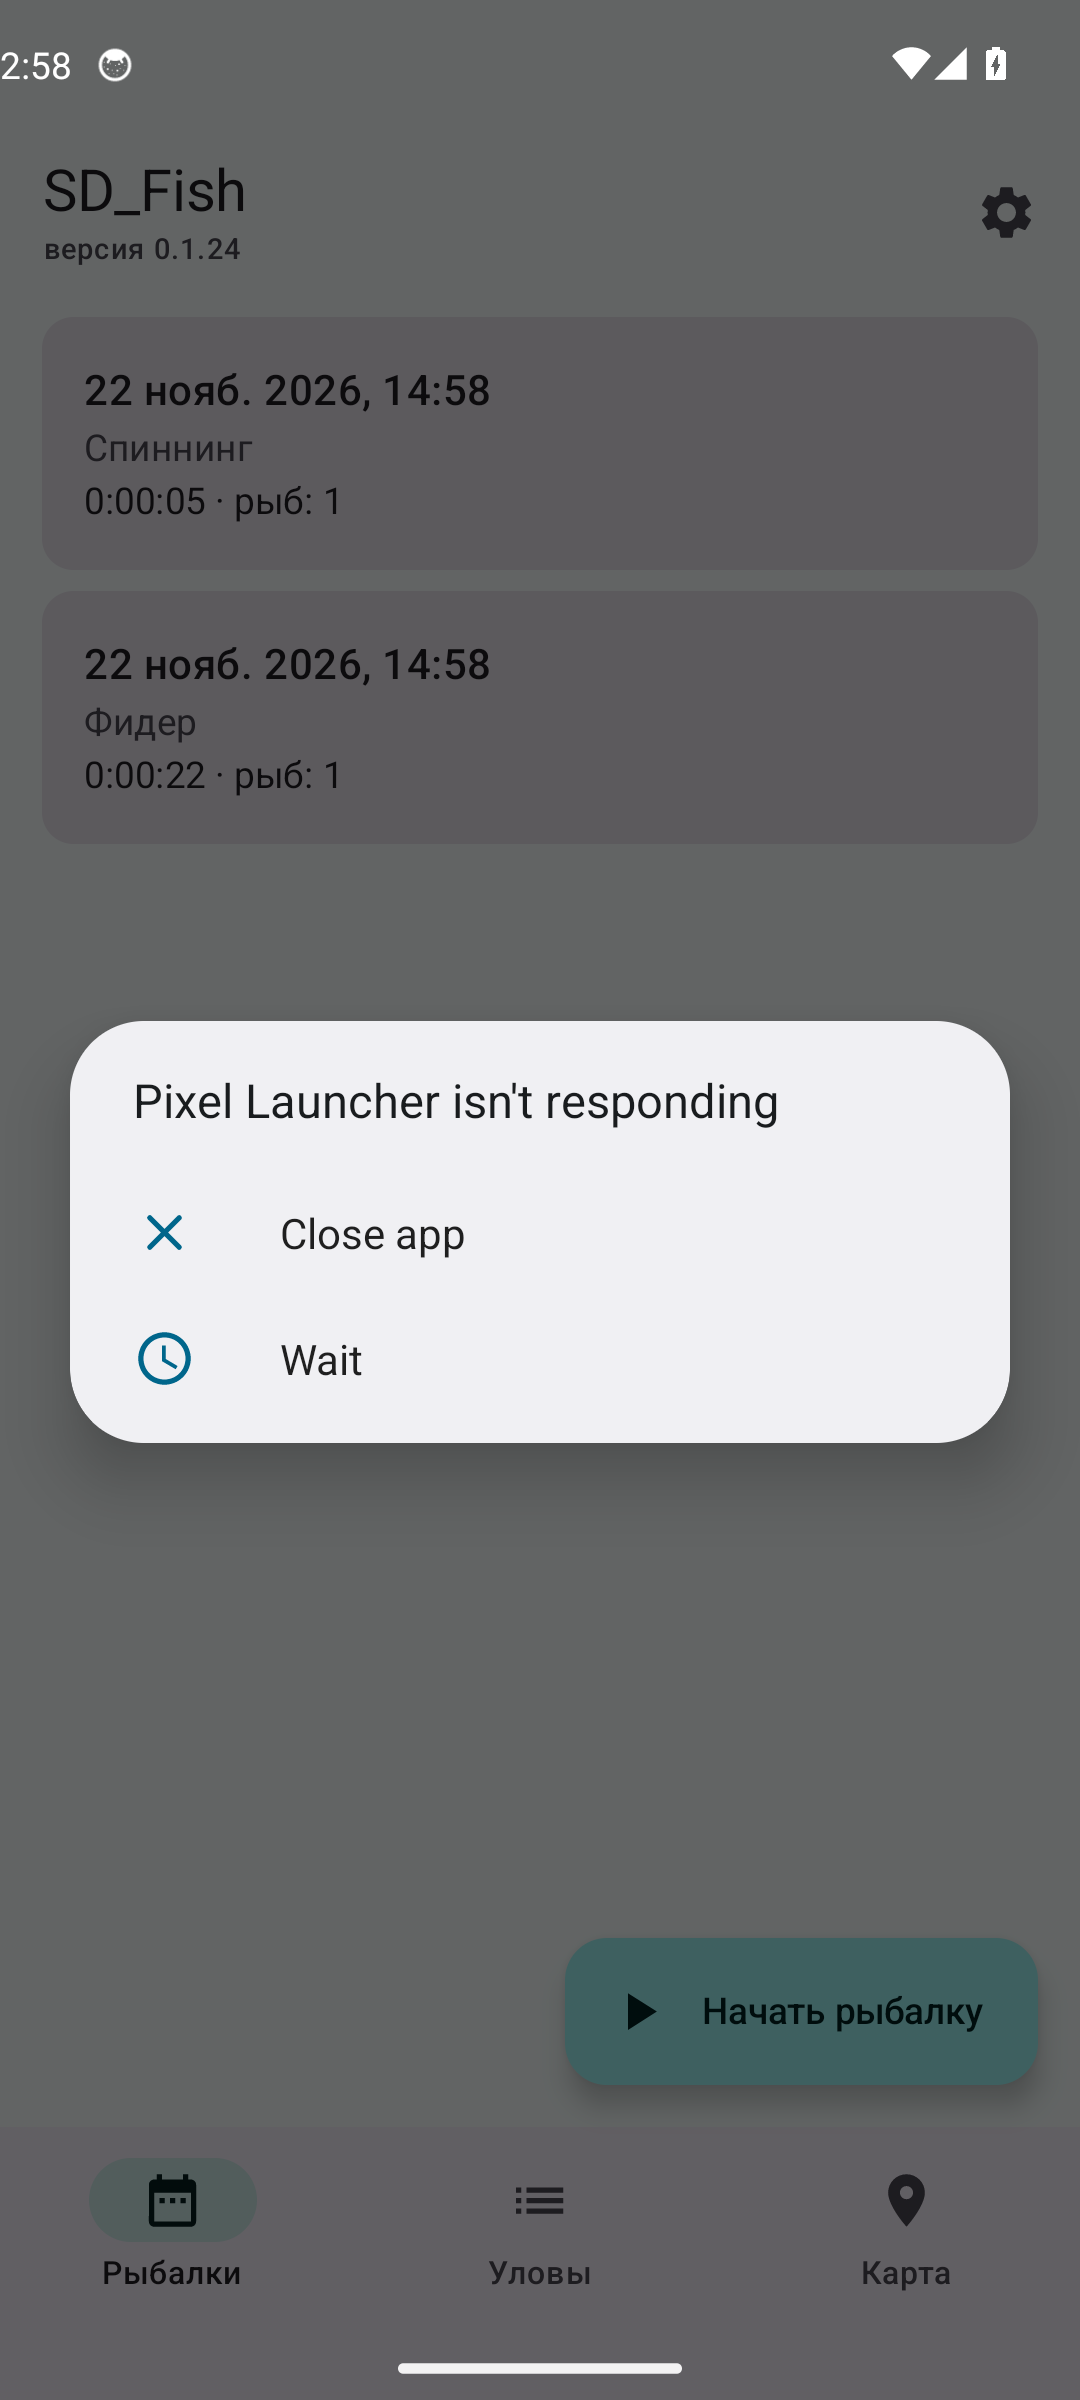 2:58
SD_Fish
версия 0.1.24
22 нояб. 2026, 14:58
Спиннинг
0:00:05 · рыб: 1
22 нояб. 2026, 14:58
Фидер
0:00:22 · рыб: 1
Pixel Launcher isn't responding
Close app
Wait
Начать рыбалку
Рыбалки
Уловы
Карта